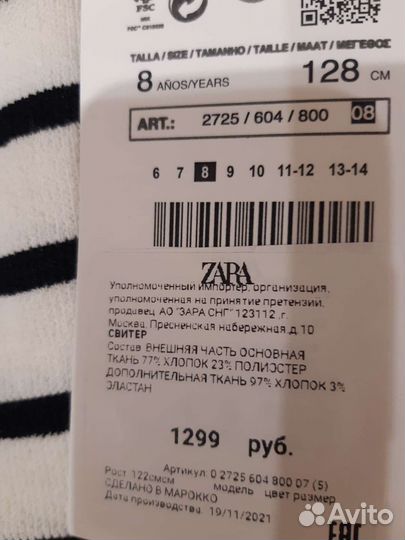 FSC
MIX
TALLA / SIZE / TAMANHO / TAILLE / MAAT / ΜΕΓΕΘΟΣ
8 AÑOS/YEARS 128 CM
ART.: 2725 / 604 / 800 08
6 7 8 9 10 11-12 13-14
ZARA
Уполномоченный импортер, организация,
уполномоченная на принятие претензий,
продавец АО "ЗАРА СНГ" 123112 ,г.
Москва, Пресненская набережная,д.10
СВИТЕР
Состав ВНЕШНЯЯ ЧАСТЬ ОСНОВНАЯ
ТКАНЬ 77% ХЛОПОК 23% ПОЛИЭСТЕР
ДОПОЛНИТЕЛЬНАЯ ТКАНЬ 97% ХЛОПОК 3%
ЭЛАСТАН
1299 руб.
Артикул: 0 2725 604 800 07 (S)
Рост: 122смсм модель цвет размер
СДЕЛАНО В МАРОККО
Дата производства: 19/11/2021
EAC
Avito